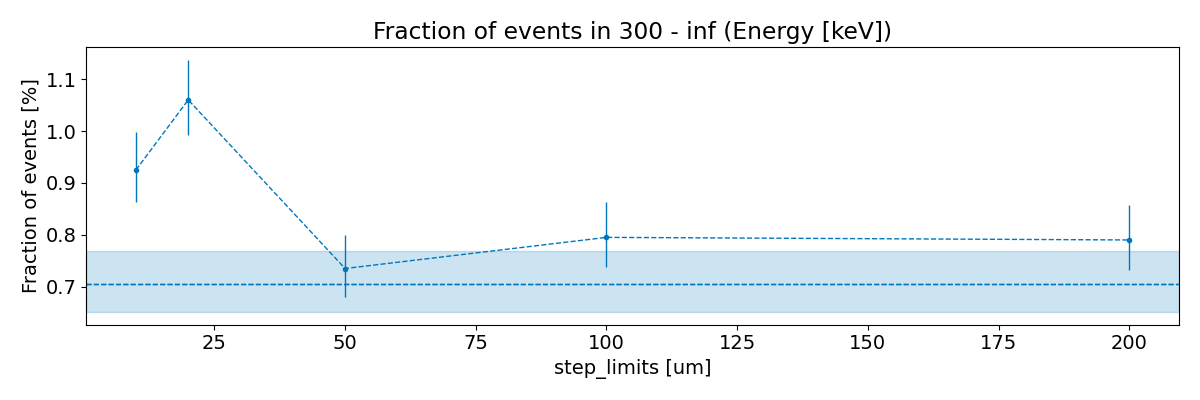 Fraction of events in 300 - inf (Energy [keV])
Fraction of events [%]
1.1
1.0
0.9
0.8
0.7
25 50 75 100 125 150 175 200
step_limits [um]